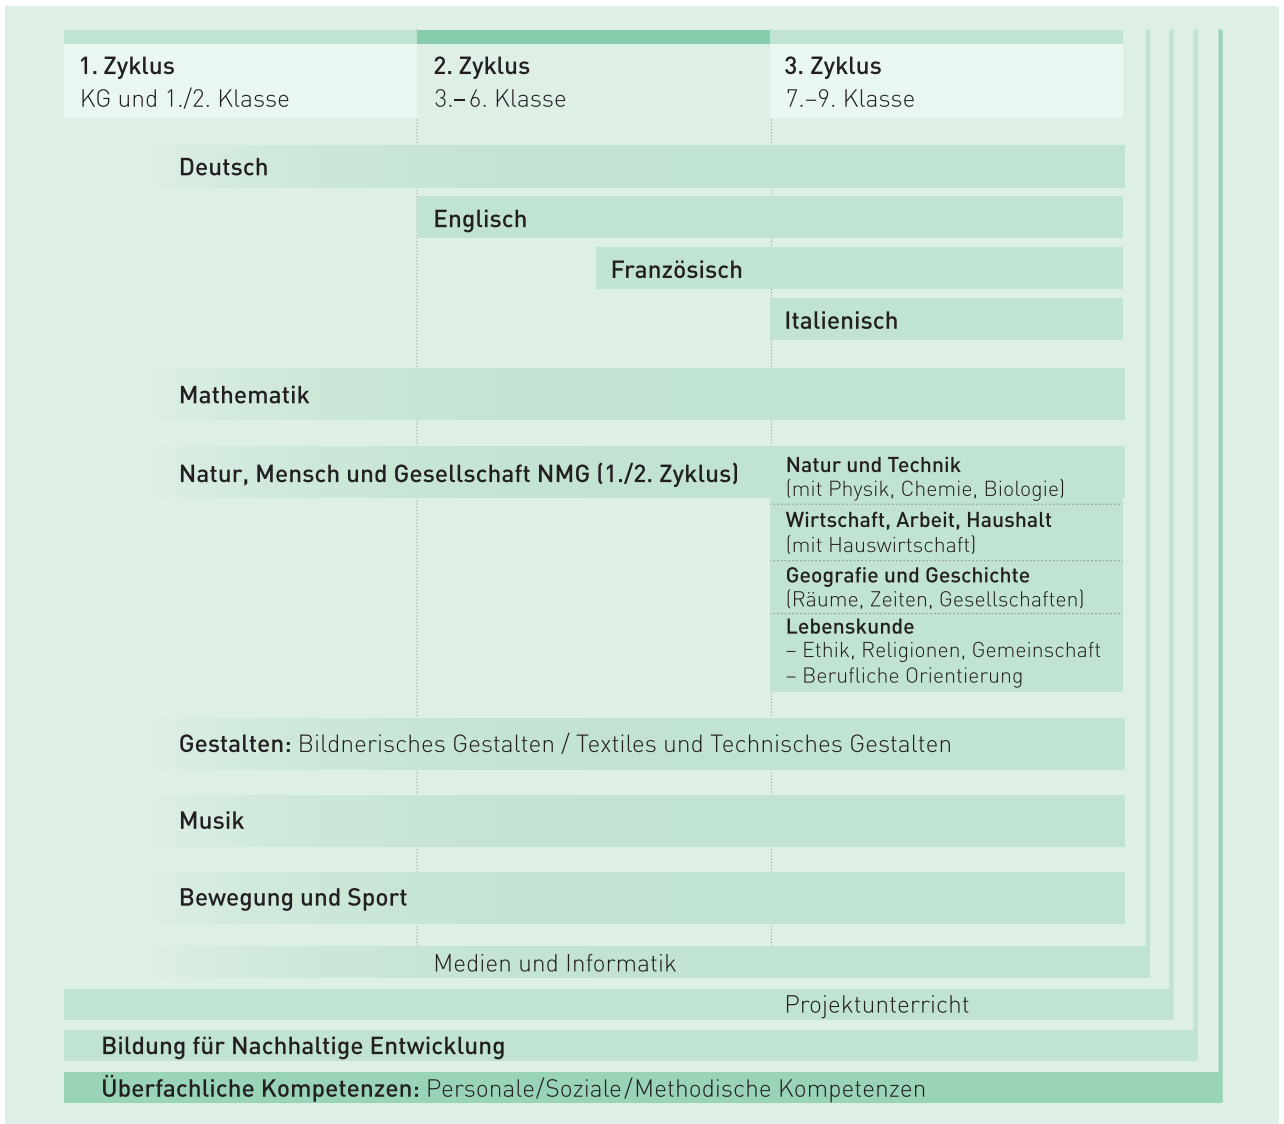 1. Zyklus
KG und 1./2. Klasse
2. Zyklus
3.–6. Klasse
3. Zyklus
7.–9. Klasse
Deutsch
Englisch
Französisch
Italienisch
Mathematik
Natur, Mensch und Gesellschaft NMG (1./2. Zyklus)
Natur und Technik
(mit Physik, Chemie, Biologie)
Wirtschaft, Arbeit, Haushalt
(mit Hauswirtschaft)
Geografie und Geschichte
(Räume, Zeiten, Gesellschaften)
Lebenskunde
– Ethik, Religionen, Gemeinschaft
– Berufliche Orientierung
Gestalten: Bildnerisches Gestalten / Textiles und Technisches Gestalten
Musik
Bewegung und Sport
Medien und Informatik
Projektunterricht
Bildung für Nachhaltige Entwicklung
Überfachliche Kompetenzen: Personale/Soziale/Methodische Kompetenzen